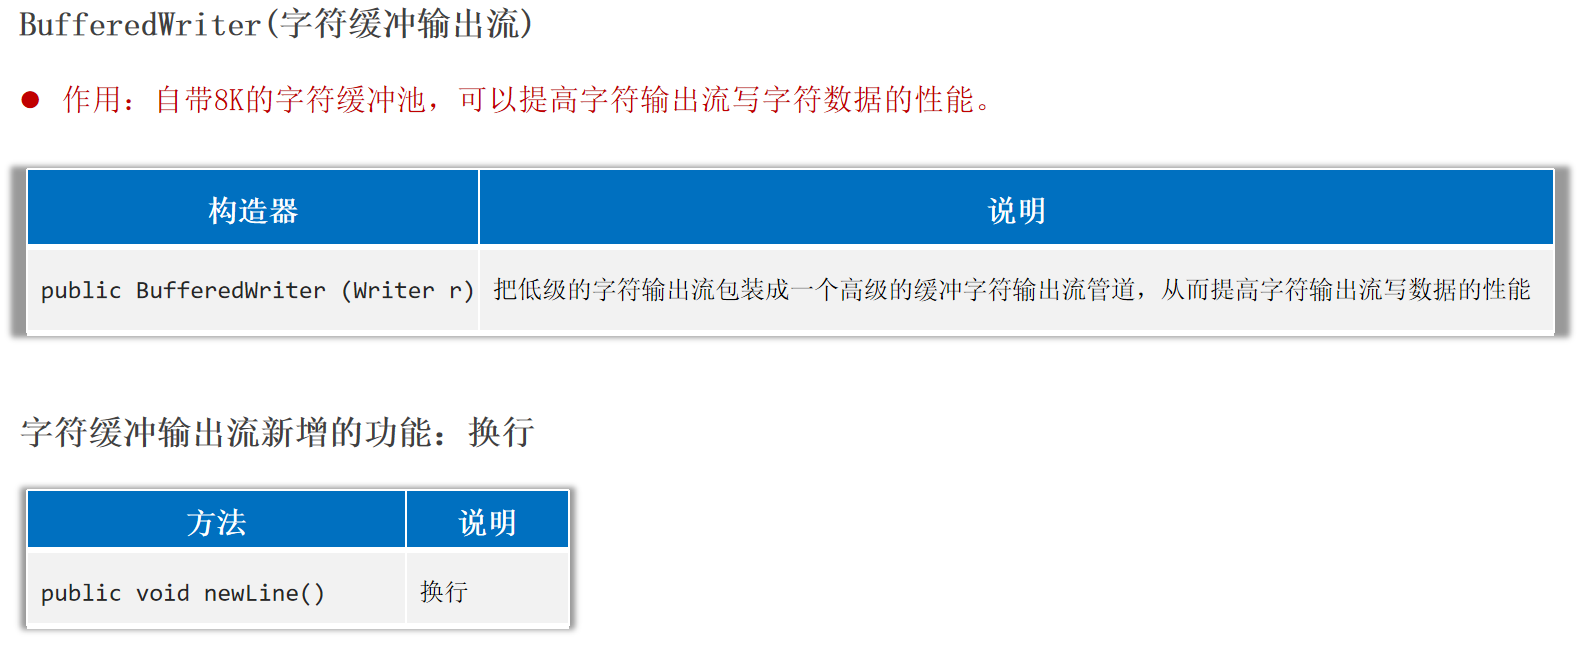 BufferedWriter(字符缓冲输出流)
● 作用：自带8K的字符缓冲池，可以提高字符输出流写字符数据的性能。
构造器 说明
public BufferedWriter (Writer r) 把低级的字符输出流包装成一个高级的缓冲字符输出流管道，从而提高字符输出流写数据的性能
字符缓冲输出流新增的功能：换行
方法 说明
public void newLine() 换行